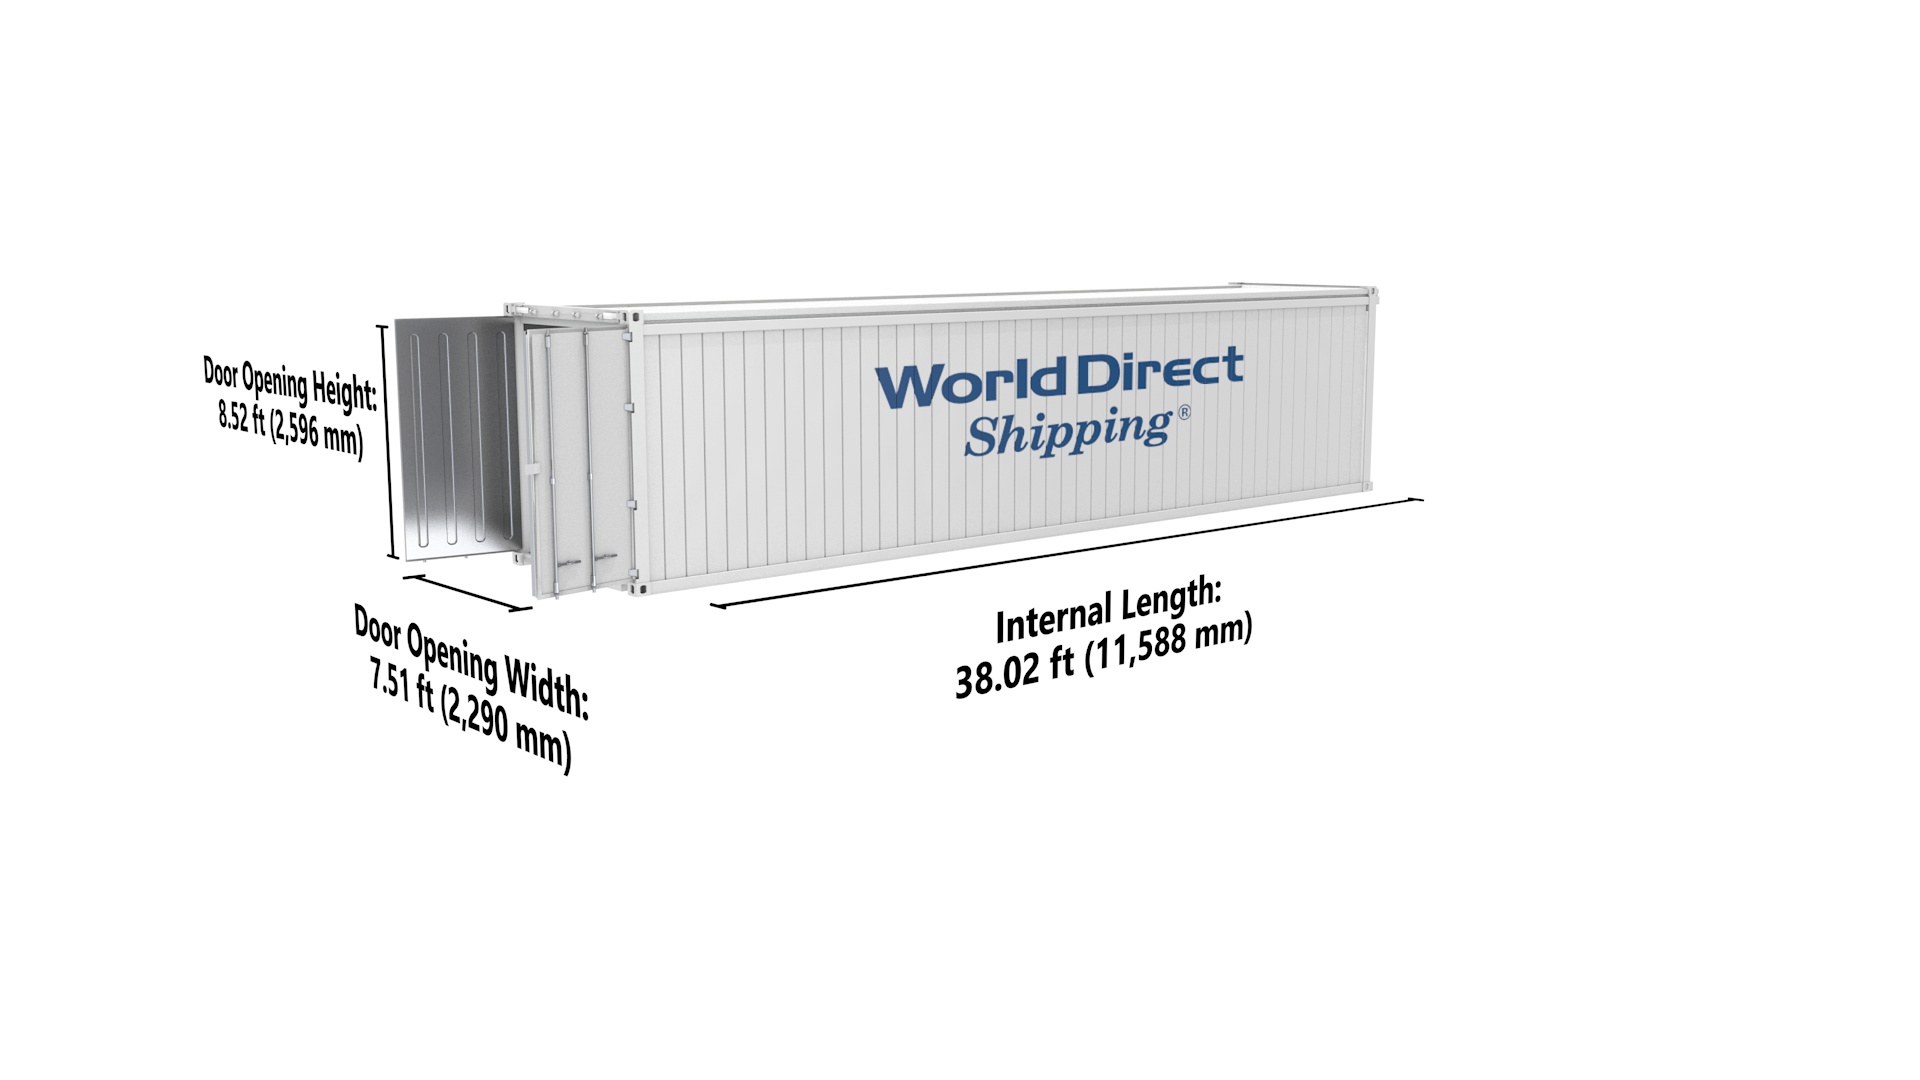 World Direct
Shipping®
Door Opening Height:
8.52 ft (2,596 mm)
Door Opening Width:
7.51 ft (2,290 mm)
Internal Length:
38.02 ft (11,588 mm)